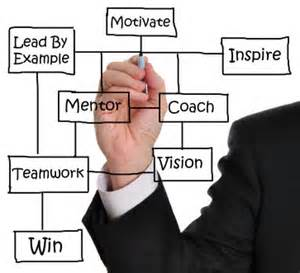 Motivate
Lead By
Example
Inspire
Mentor
Coach
Teamwork
Vision
Win